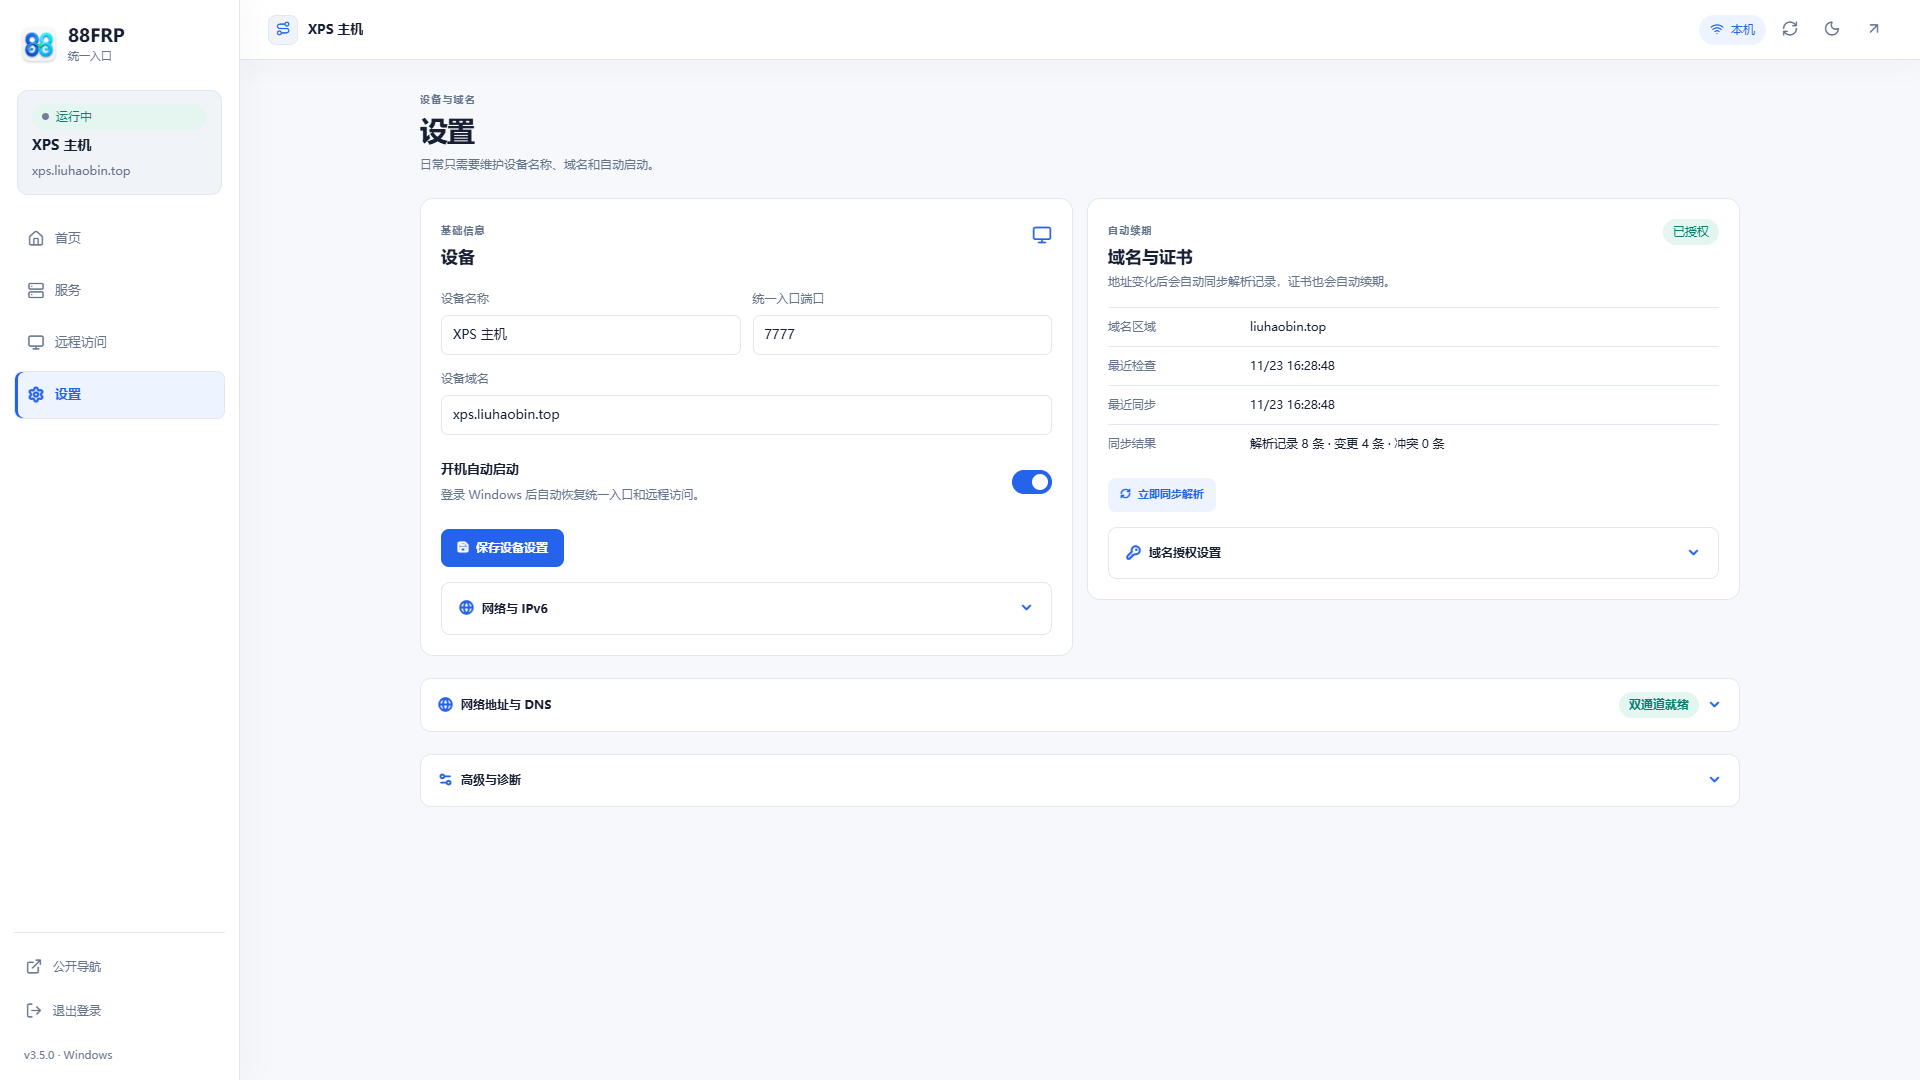 88FRP
统一入口
运行中
XPS 主机
xps.liuhaobin.top
首页
服务
远程访问
设置
公开导航
退出登录
v3.5.0 · Windows
XPS 主机
本机
设备与域名
设置
日常只需要维护设备名称、域名和自动启动。
基础信息
设备
设备名称
统一入口端口
XPS 主机
7777
设备域名
xps.liuhaobin.top
开机自动启动
登录 Windows 后自动恢复统一入口和远程访问。
保存设备设置
网络与 IPv6
自动续期
已授权
域名与证书
地址变化后会自动同步解析记录，证书也会自动续期。
域名区域 liuhaobin.top
最近检查 11/23 16:28:48
最近同步 11/23 16:28:48
同步结果 解析记录 8 条 · 变更 4 条 · 冲突 0 条
立即同步解析
域名授权设置
网络地址与 DNS
双通道就绪
高级与诊断